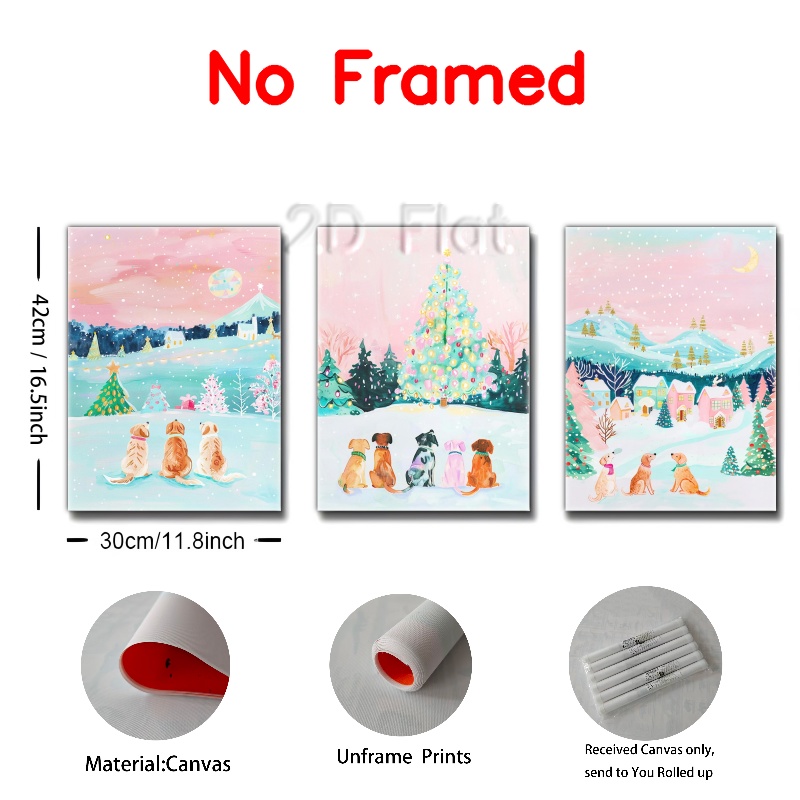 No Framed
2D Flat
42cm / 16.5inch
30cm/11.8inch
Material:Canvas
Unframe Prints
Received Canvas only,
send to You Rolled up